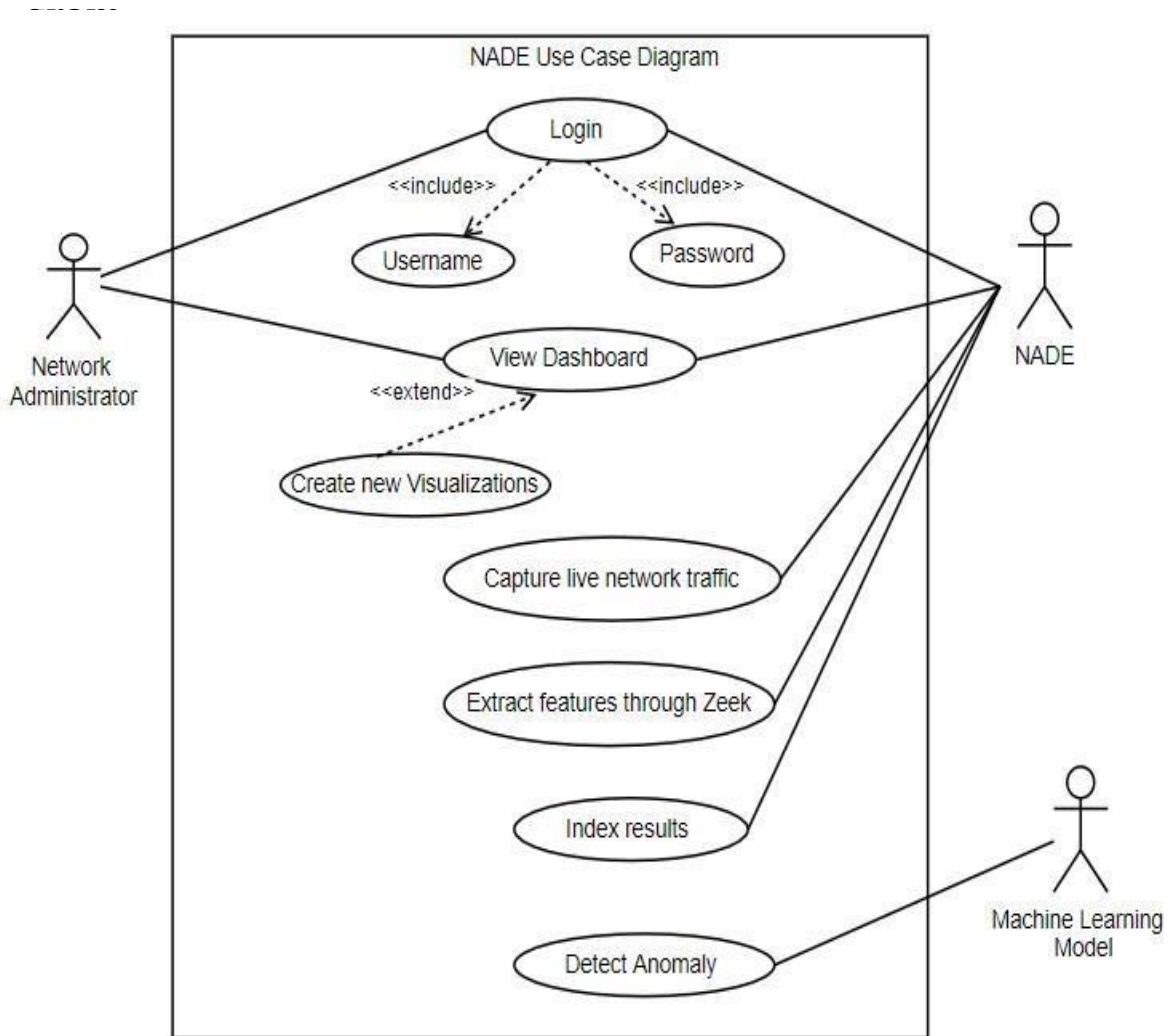 NADE Use Case Diagram
Login
<<include>>
<<include>>
Username
Password
Network
Administrator
NADE
View Dashboard
<<extend>>
Create new Visualizations
Capture live network traffic
Extract features through Zeek
Index results
Machine Learning
Model
Detect Anomaly